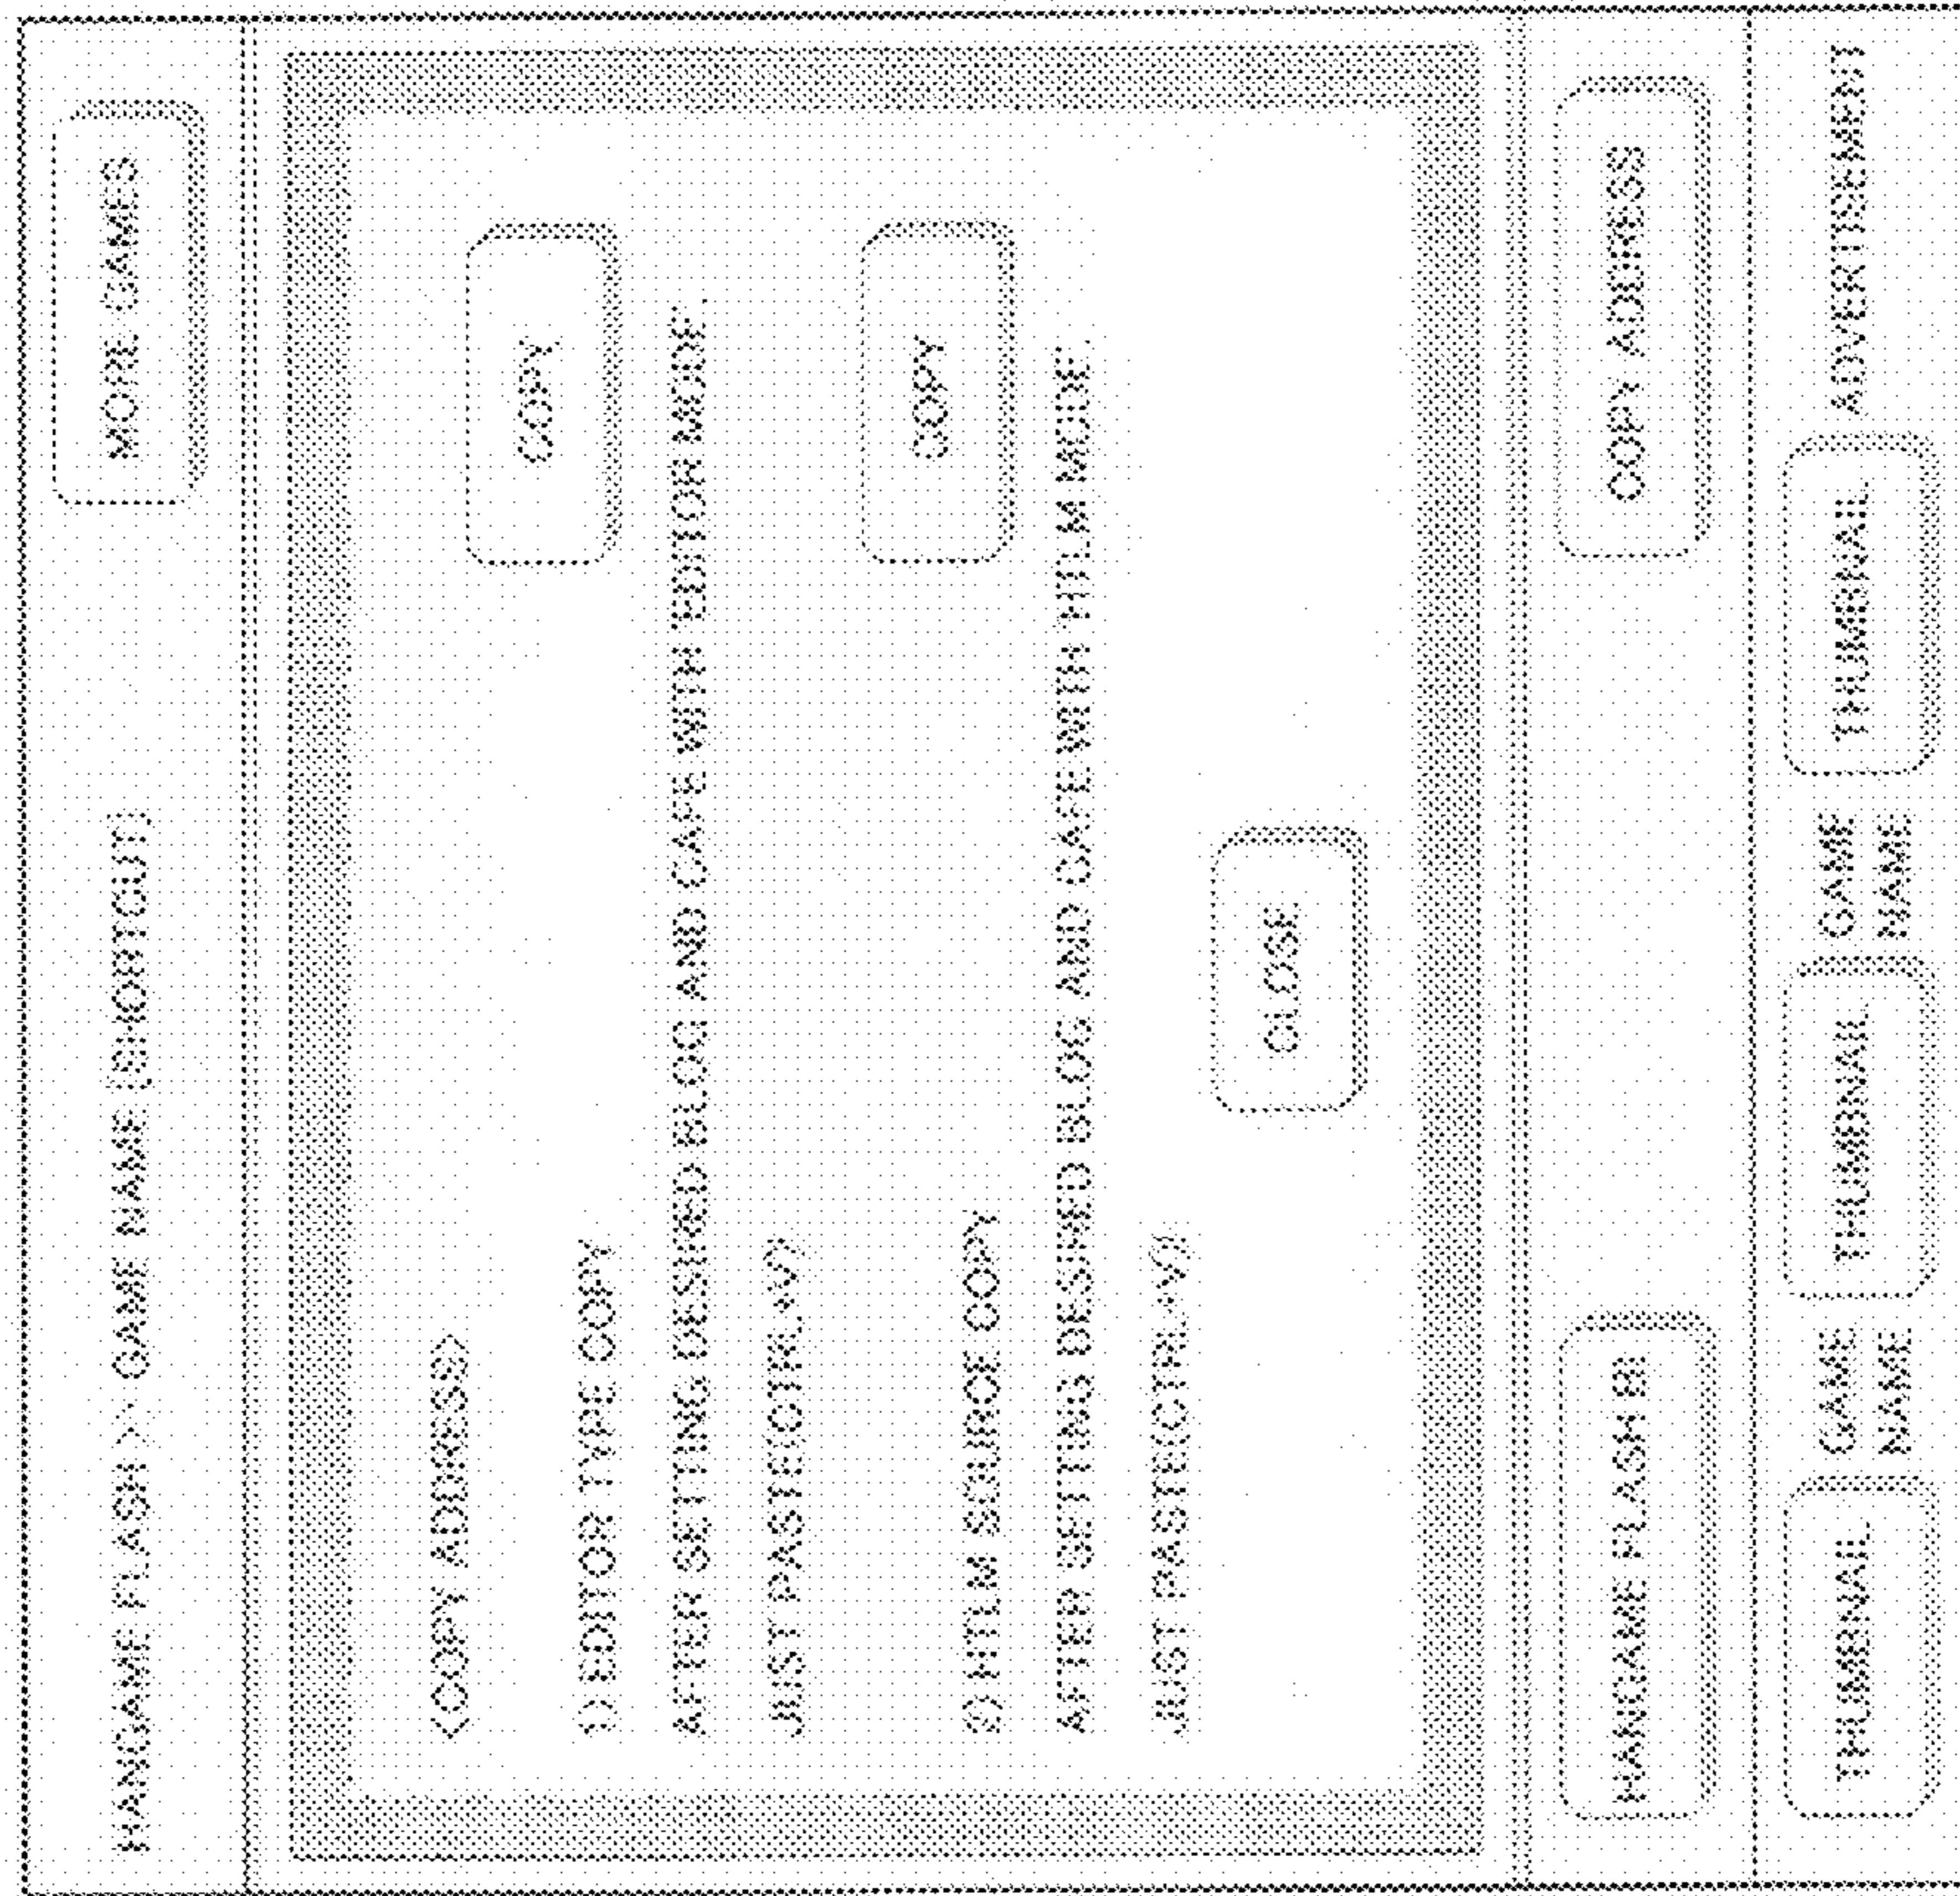 HANGAME FLASH > GAME NAME [SHORTCUT]
MORE GAMES
<COPY ADDRESS>
COPY
1) EDITOR TYPE COPY
AFTER SETTING DESIRED BLOG AND CAFE WITH 'EDITOR MODE'
JUST PASTE(CTRL+V)
COPY
2) HTLM SOURCE COPY
AFTER SETTING DESIRED BLOG AND CAFE WITH 'HTLM MODE'
JUST PASTE(CTRL+V)
CLOSE
HANGAME FLASH BI
COPY ADDRESS
THUMBNAIL
GAME
NAME
THUMBNAIL
GAME
NAME
THUMBNAIL
ADVERTISEMENT